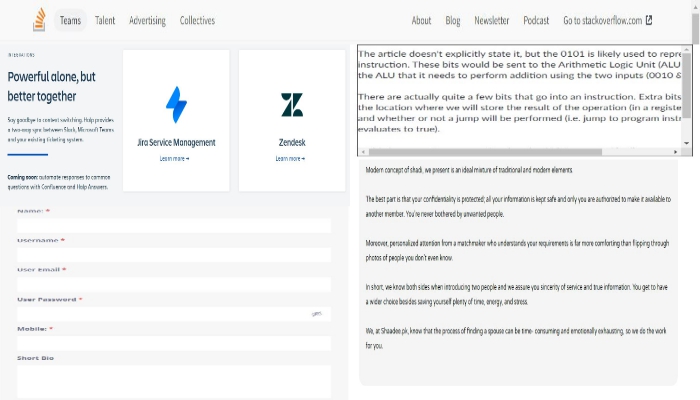 Teams Talent Advertising Collectives About Blog Newsletter Podcast Go to stackoverflow.com
INTEGRATIONS
Powerful alone, but
better together
Say goodbye to context switching. Halp provides
a two-way sync between Slack, Microsoft Teams
and your existing ticketing system.
Coming soon: automate responses to common
questions with Confluence and Halp Answers.
Jira Service Management
Learn more →
Zendesk
Learn more →
The article doesn't explicitly state it, but the 0101 is likely used to repre
instruction. These bits would be sent to the Arithmetic Logic Unit (ALU
the ALU that it needs to perform addition using the two inputs (0010 &
There are actually quite a few bits that go into an instruction. Extra bits
the location where we will store the result of the operation (in a registe
and whether or not a jump will be performed (i.e. jump to program instr
evaluates to true).
Name: *
Username *
User Email *
User Password *
Mobile: *
Short Bio
Modern concept of shadi, we present is an ideal mixture of traditional and modern elements.
The best part is that your confidentiality is protected; all your information is kept safe and only you are authorized to make it available to
another member. You're never bothered by unwanted people.
Moreover, personalized attention from a matchmaker who understands your requirements is far more comforting than flipping through
photos of people you don't even know.
In short, we know both sides when introducing two people and we assure you sincerity of service and true information. You get to have
a wider choice besides saving yourself plenty of time, energy, and stress.
We, at Shaadee.pk, know that the process of finding a spouse can be time- consuming and emotionally exhausting, so we do the work
for you.